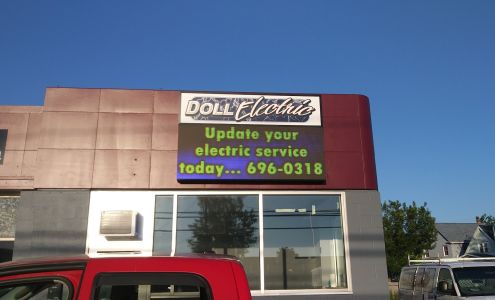 DOLL Electric
Update your
electric service
today... 696-0318